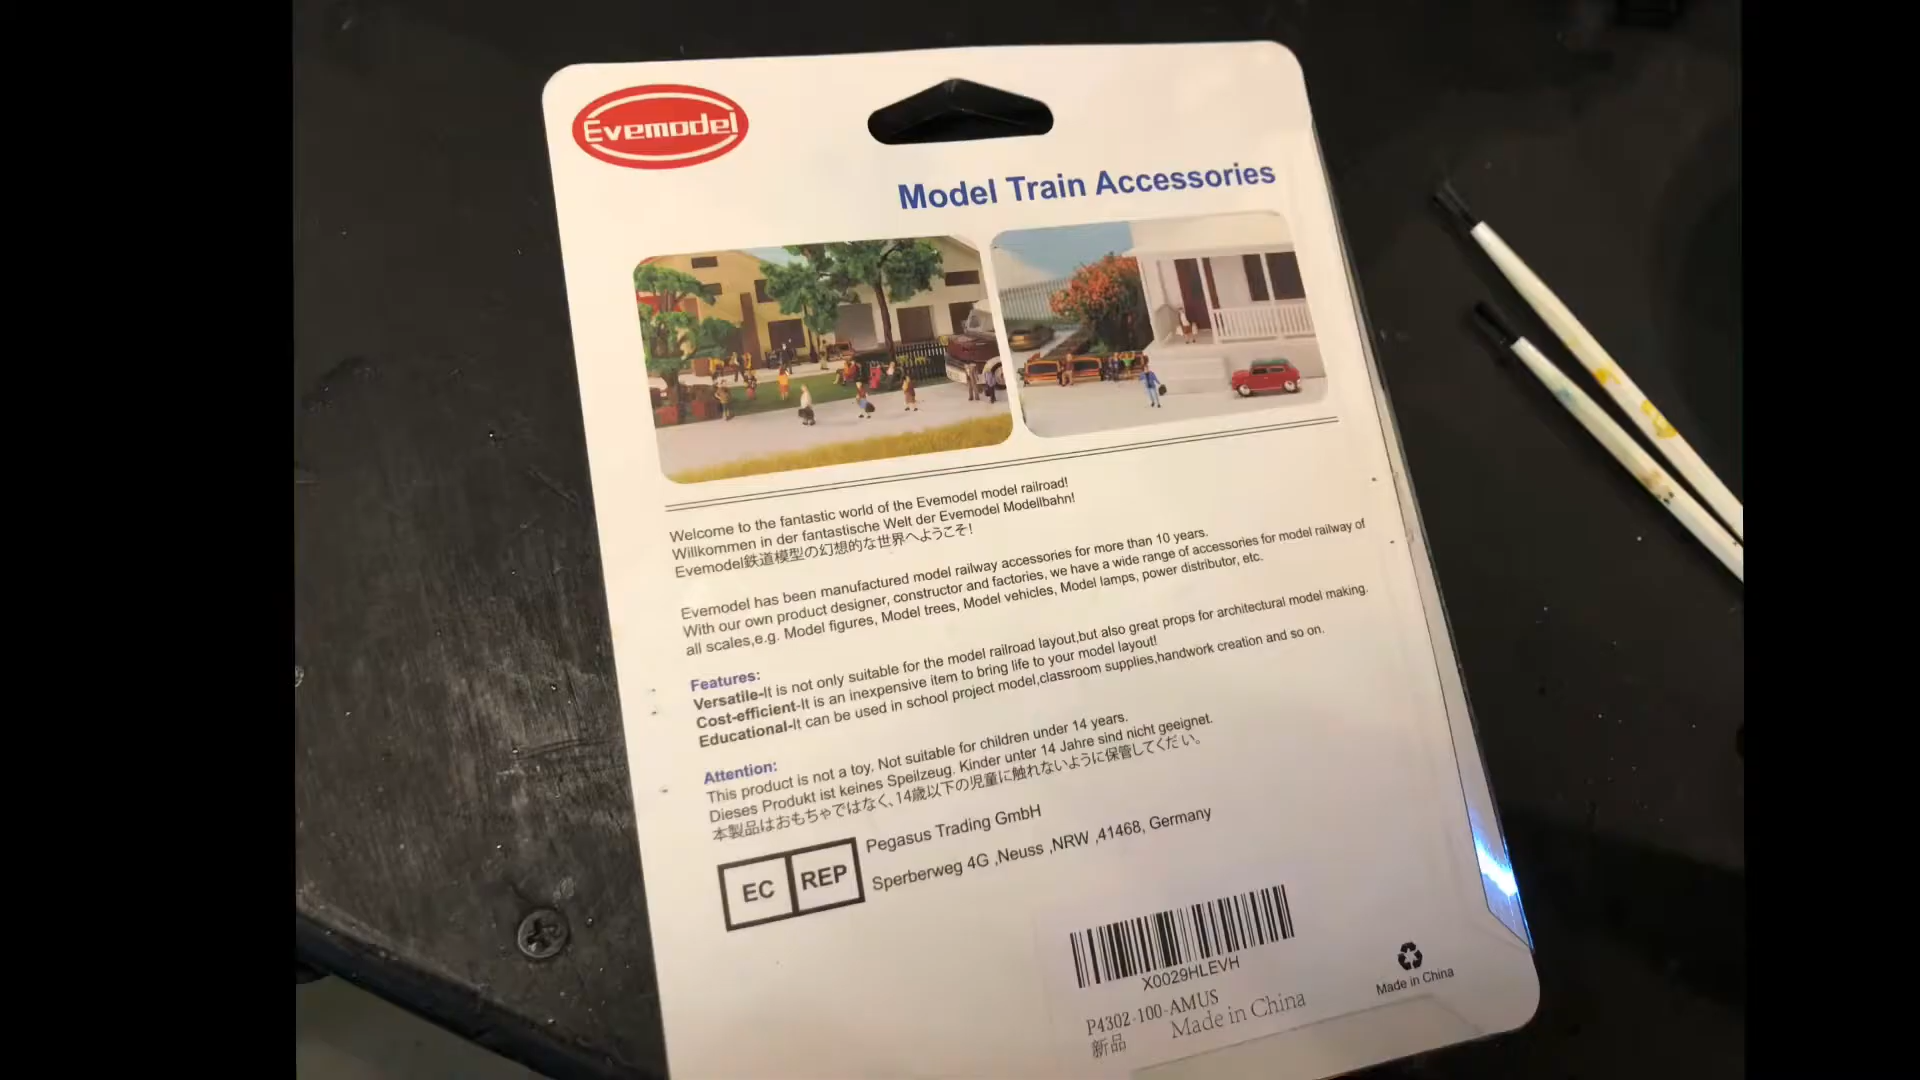 Evemodel
Model Train Accessories
Welcome to the fantastic world of the Evemodel model railroad!
Willkommen in der fantastische Welt der Evemodel Modellbahn!
Evemodel鉄道模型の幻想的な世界へようこそ!
Evemodel has been manufactured model railway accessories for more than 10 years.
With our own product designer, constructor and factories, we have a wide range of accessories for model railway of
all scales,e.g. Model figures, Model trees, Model vehicles, Model lamps, power distributor, etc.
Features:
Versatile-It is not only suitable for the model railroad layout,but also great props for architectural model making.
Cost-efficient-It is an inexpensive item to bring life to your model layout!
Educational-It can be used in school project model,classroom supplies,handwork creation and so on.
Attention:
This product is not a toy, Not suitable for children under 14 years.
Dieses Produkt ist keines Speilzeug. Kinder unter 14 Jahre sind nicht geeignet.
本製品はおもちゃではなく、14歳以下の児童に触れないように保管してくだい。
EC REP
Pegasus Trading GmbH
Sperberweg 4G ,Neuss ,NRW ,41468, Germany
X0029HLEVH
P4302-100-AMUS
新品 Made in China
Made in China